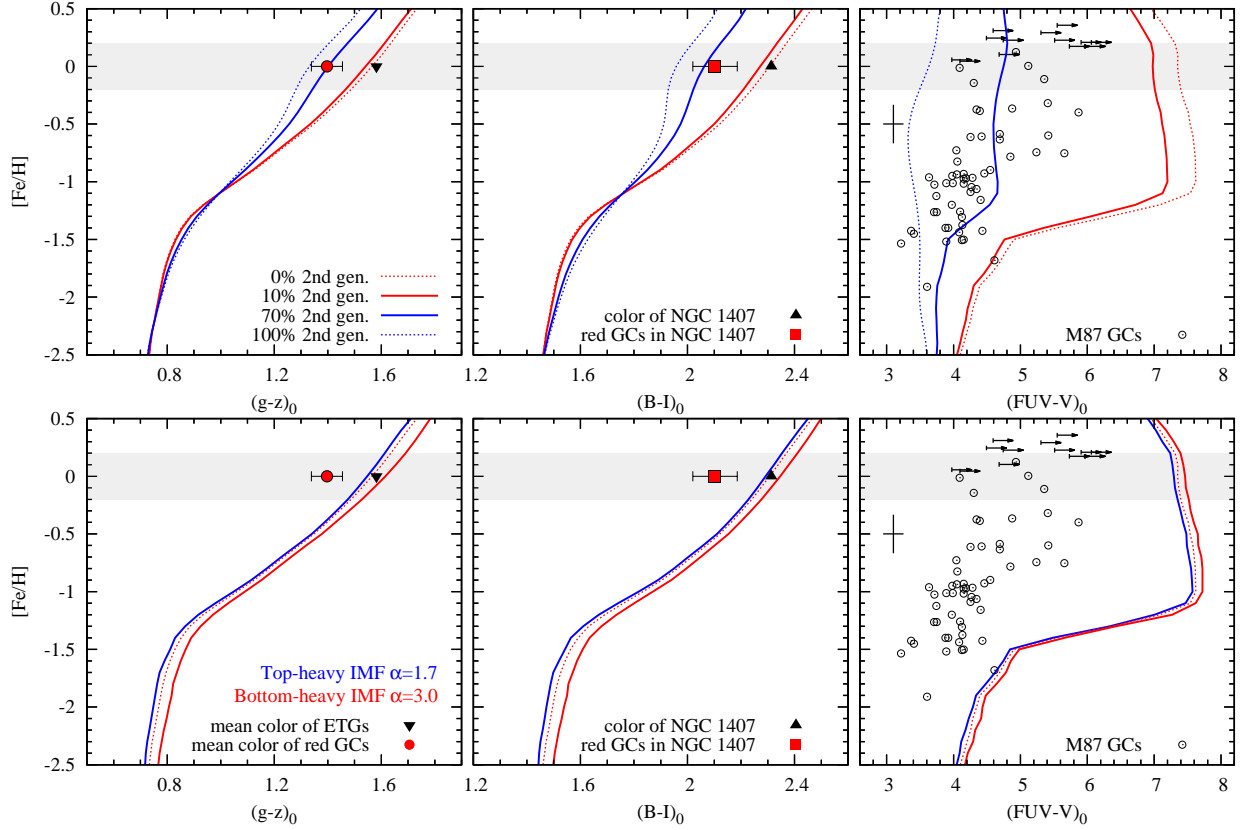 0.5
0
-0.5
-1
-1.5
-2
-2.5
[Fe/H]
0% 2nd gen.
10% 2nd gen.
70% 2nd gen.
100% 2nd gen.
0.8 1.2 1.6
(g-z)0
color of NGC 1407
red GCs in NGC 1407
1.2 1.6 2 2.4
(B-I)0
M87 GCs
3 4 5 6 7 8
(FUV-V)0
0.5
0
-0.5
-1
-1.5
-2
-2.5
[Fe/H]
Top-heavy IMF α=1.7
Bottom-heavy IMF α=3.0
mean color of ETGs
mean color of red GCs
0.8 1.2 1.6
(g-z)0
color of NGC 1407
red GCs in NGC 1407
1.2 1.6 2 2.4
(B-I)0
M87 GCs
3 4 5 6 7 8
(FUV-V)0